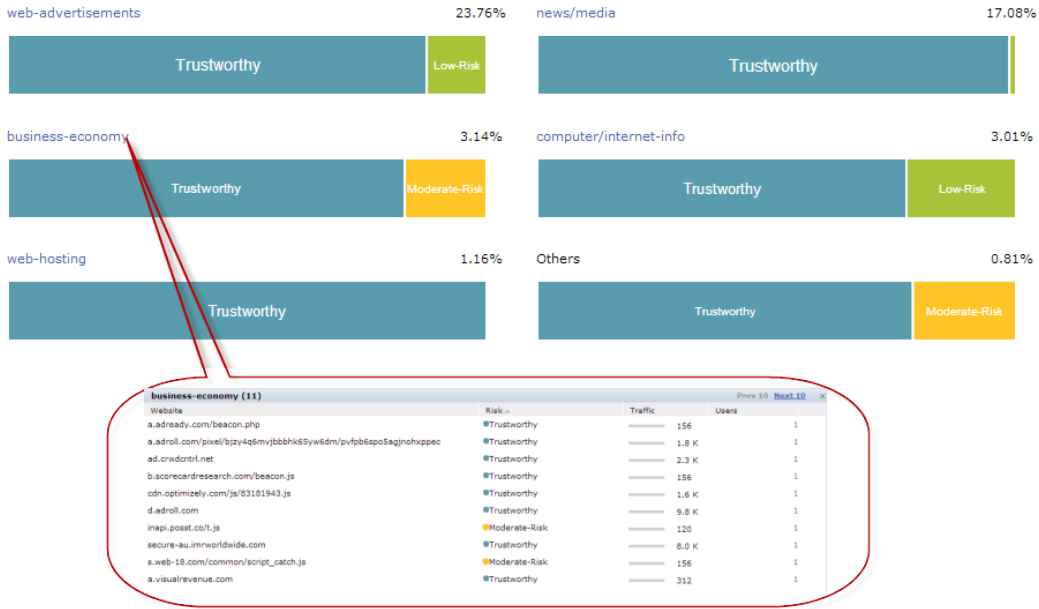 web-advertisements 23.76% news/media 17.08%
Trustworthy Low-Risk Trustworthy
business-economy 3.14% computer/internet-info 3.01%
Trustworthy Moderate-Risk Trustworthy Low-Risk
web-hosting 1.16% Others 0.81%
Trustworthy Trustworthy Moderate-Risk
business-economy (11) Prev 10 Next 10 x
Website Risk Traffic Users
a.adready.com/beacon.php Trustworthy 156 1
a.adroll.com/pixel/bjzy4q6mvjbbbhk65yw6dm/pvfpb6spo5agjnohxppec Trustworthy 1.8 K 1
ad.crwdcntrl.net Trustworthy 2.3 K 1
b.scorecardresearch.com/beacon.js Trustworthy 156 1
cdn.optimizely.com/js/83181943.js Trustworthy 1.6 K 1
d.adroll.com Trustworthy 9.8 K 1
inapi.posst.co/t.js Moderate-Risk 120 1
secure-au.imrworldwide.com Trustworthy 8.0 K 1
s.web-18.com/common/script_catch.js Moderate-Risk 156 1
a.visualrevenue.com Trustworthy 312 1